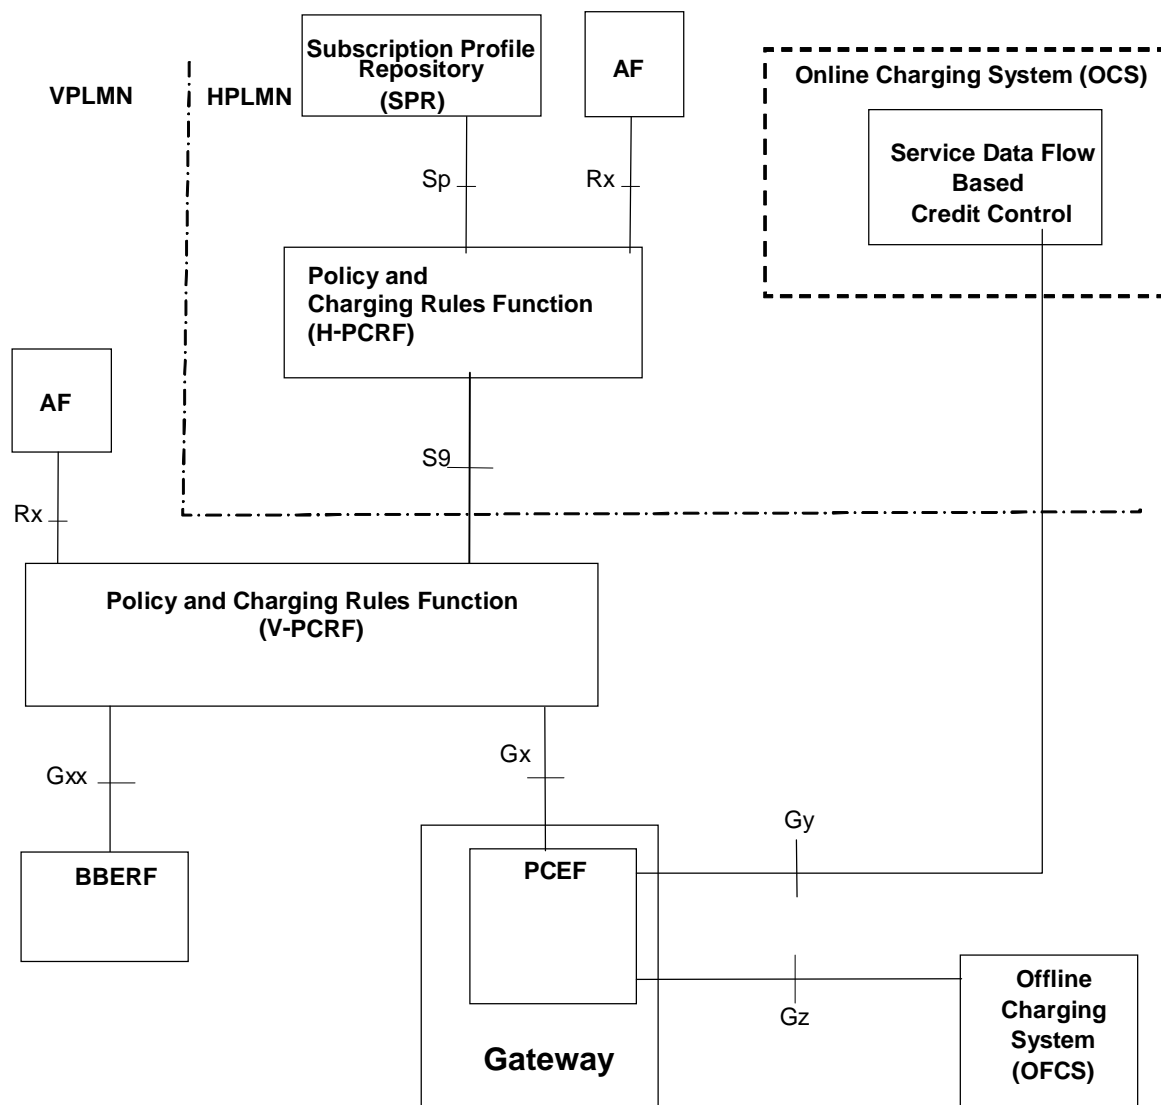 Subscription Profile
Repository
(SPR)
AF
Online Charging System (OCS)
VPLMN
HPLMN
Service Data Flow
Based
Credit Control
Sp
Rx
Policy and
Charging Rules Function
(H-PCRF)
AF
S9
Rx
Policy and Charging Rules Function
(V-PCRF)
Gxx
Gx
Gy
PCEF
BBERF
Gz
Offline
Charging
System
(OFCS)
Gateway